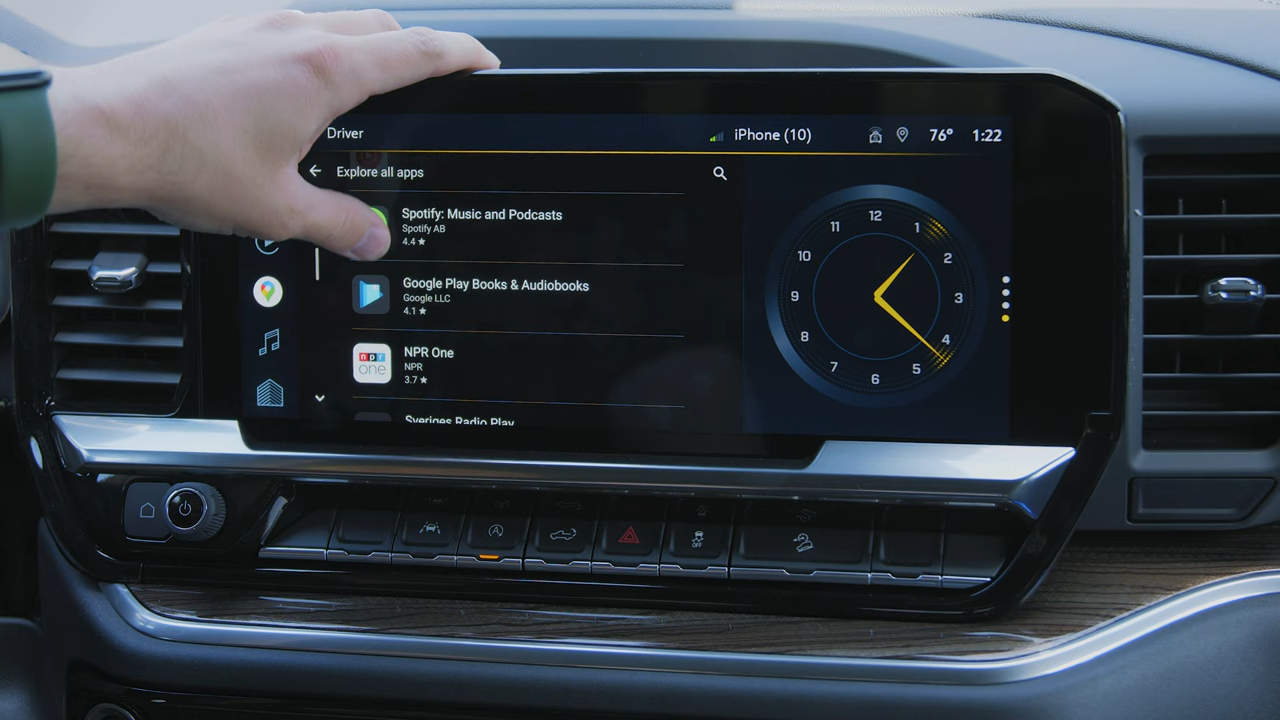 Driver
iPhone (10)
76°
1:22
Explore all apps
Spotify: Music and Podcasts
Spotify AB
4.4 ★
Google Play Books & Audiobooks
Google LLC
4.1 ★
npr
one
NPR One
NPR
3.7 ★
Sveriges Radio Play
12
1
2
3
4
5
6
7
8
9
10
11
A
OFF